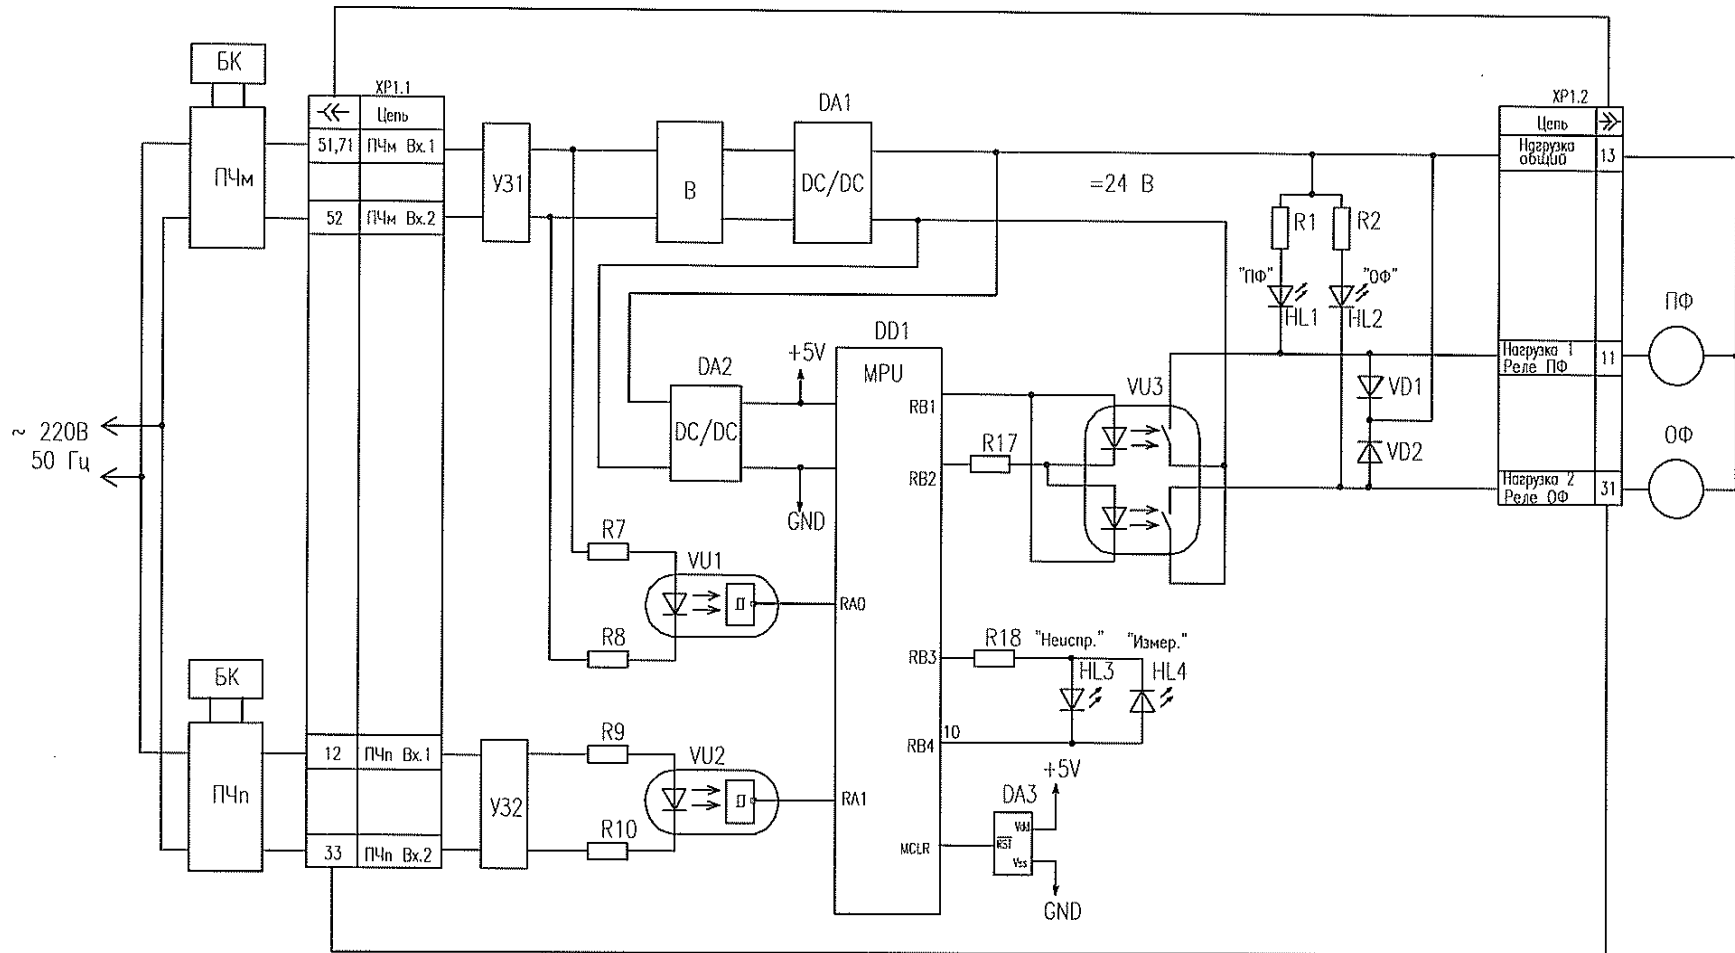 БК
ХР1.1
Цепь
51,71
ПЧм Вх.1
52
ПЧм Вх.2
ПЧм
УЗ1
В
DA1
DC/DC
=24 В
ХР1.2
Цепь
Нагрузка
общий
13
R1
R2
"ПФ"
"ОФ"
HL1
HL2
ПФ
Нагрузка 1
Реле ПФ
11
VD1
VD2
ОФ
Нагрузка 2
Реле ОФ
31
~ 220В
50 Гц
DA2
DC/DC
+5V
GND
DD1
MPU
RB1
RB2
R17
VU3
R7
VU1
RA0
R8
RB3
R18
"Неиспр."
"Измер."
HL3
HL4
RB4
10
БК
ПЧп
12
ПЧп Вх.1
33
ПЧп Вх.2
УЗ2
R9
VU2
RA1
R10
MCLR
DA3
+5V
Vdd
RST
Vss
GND